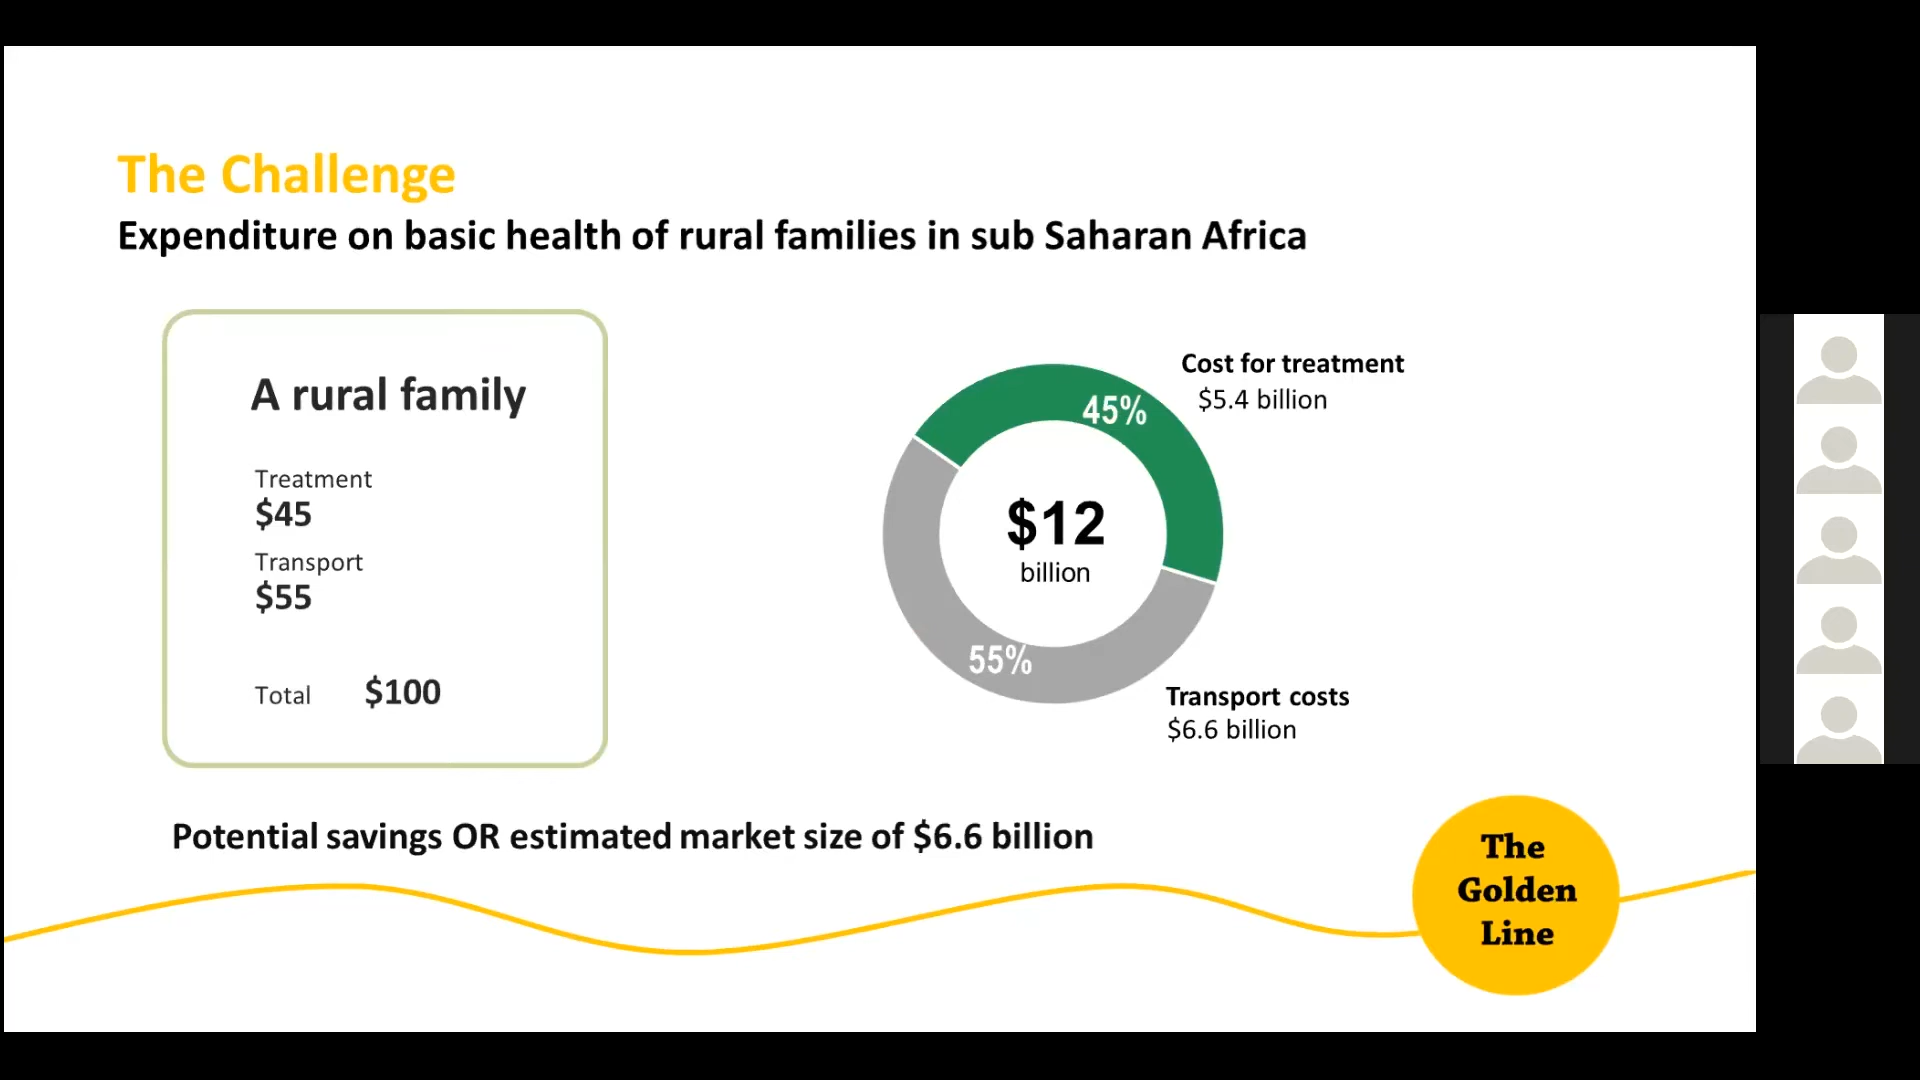 The Challenge
Expenditure on basic health of rural families in sub Saharan Africa
A rural family
Treatment
$45
Transport
$55
Total $100
Cost for treatment
$5.4 billion
45%
$12
billion
55%
Transport costs
$6.6 billion
Potential savings OR estimated market size of $6.6 billion
The
Golden
Line